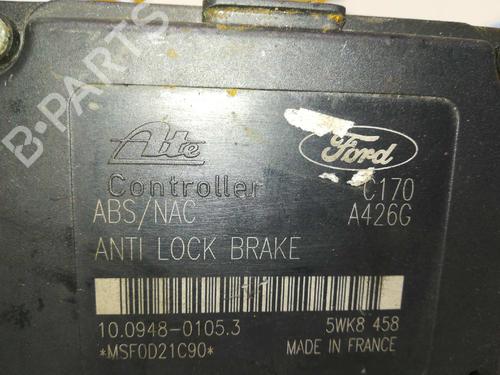 B-PARTS
Ate
Ford
Controller
C170
ABS/NAC
A426G
ANTI LOCK BRAKE
10.0948-0105.3
5WK8 458
*MSF0D21C90*
MADE IN FRANCE